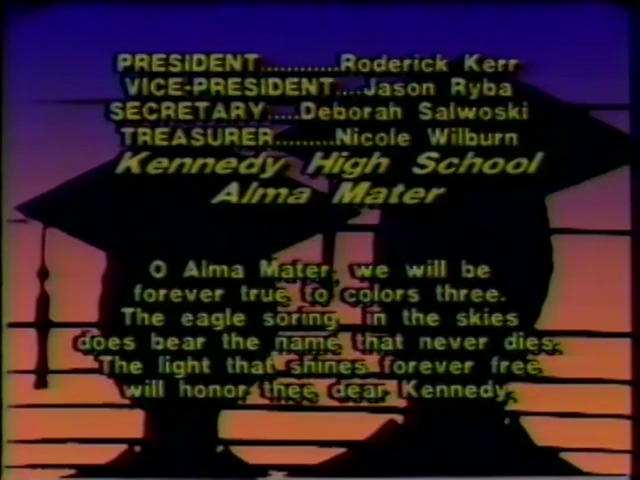 PRESIDENT............Roderick Kerr
VICE-PRESIDENT....Jason Ryba
SECRETARY.....Deborah Salwoski
TREASURER.........Nicole Wilburn
Kennedy High School
Alma Mater
O Alma Mater, we will be
forever true to colors three.
The eagle soring in the skies
does bear the name that never dies.
The light that shines forever free
will honor thee dear Kennedy.